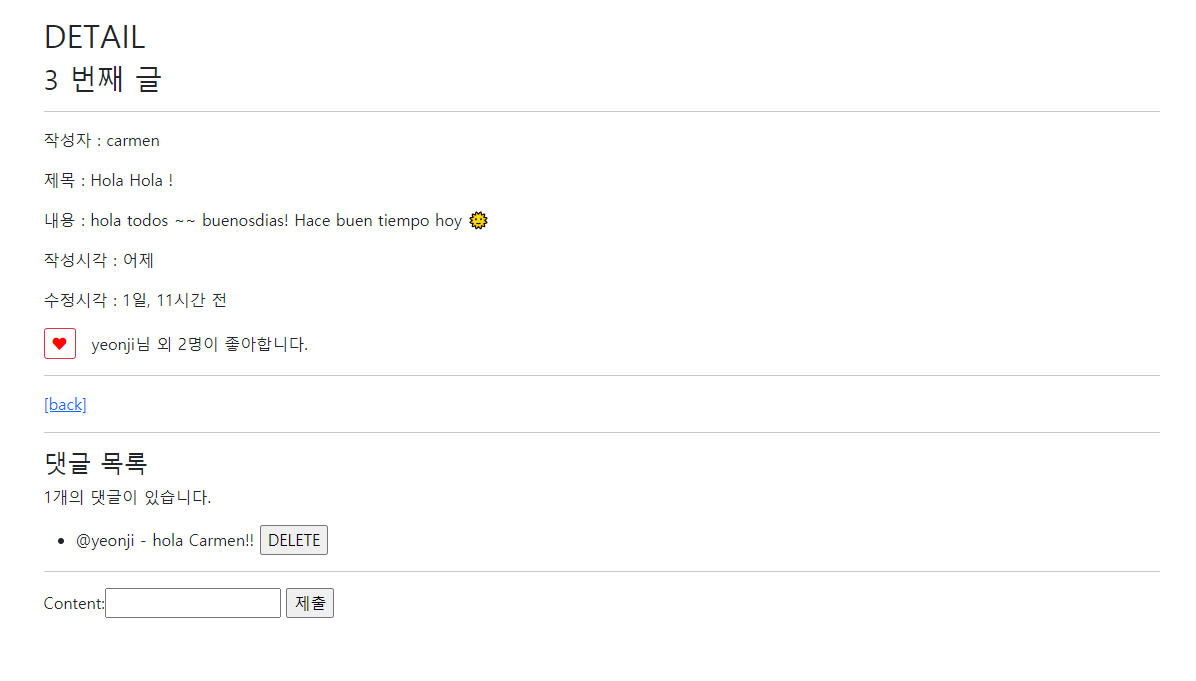 DETAIL
3 번째 글
작성자 : carmen
제목 : Hola Hola !
내용 : hola todos ~~ buenosdias! Hace buen tiempo hoy 🌞
작성시각 : 어제
수정시각 : 1일, 11시간 전
yeonji님 외 2명이 좋아합니다.
[back]
댓글 목록
1개의 댓글이 있습니다.
@yeonji - hola Carmen!! DELETE
Content: 제출